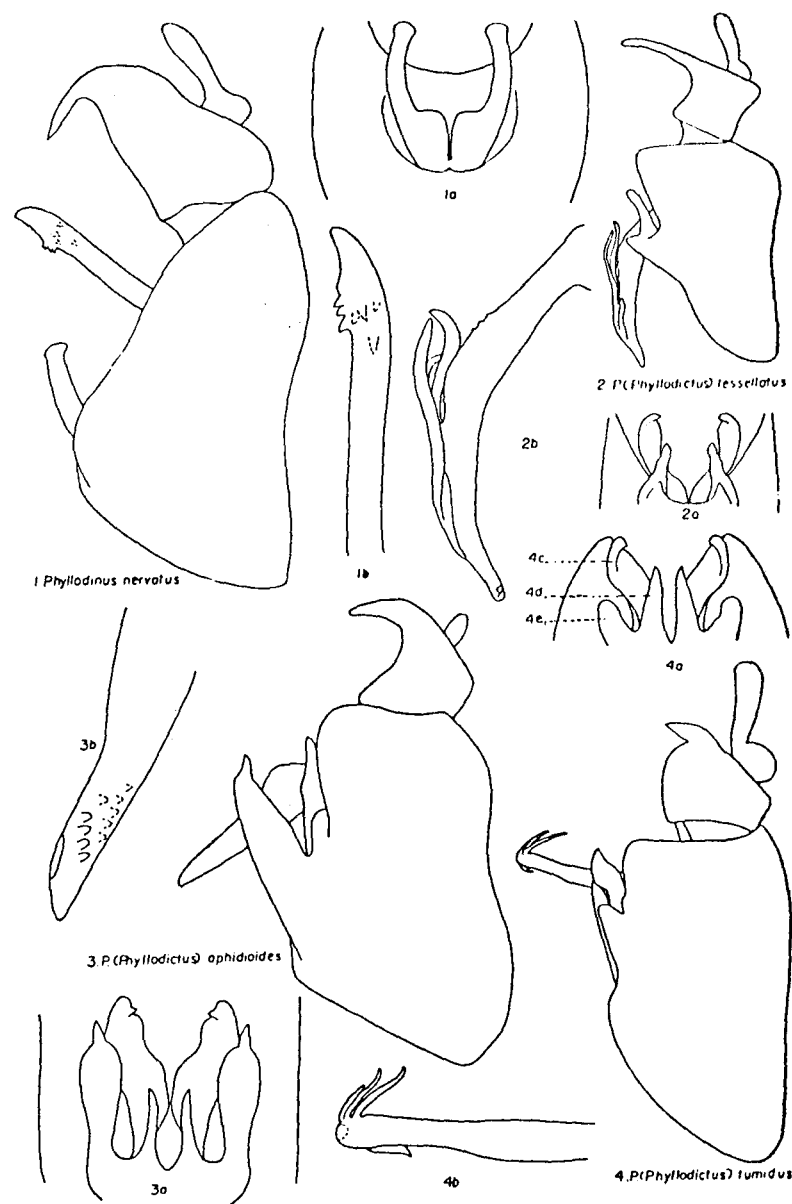 1a
2 P.(Phyllodictus) tessellatus
2b
2a
4c
4d
4e
1 Phyllodinus nervatus
1b
4a
3b
3. P. (Phyllodictus) aphidioides
3a
4b
4. P.(Phyllodictus) tumidus